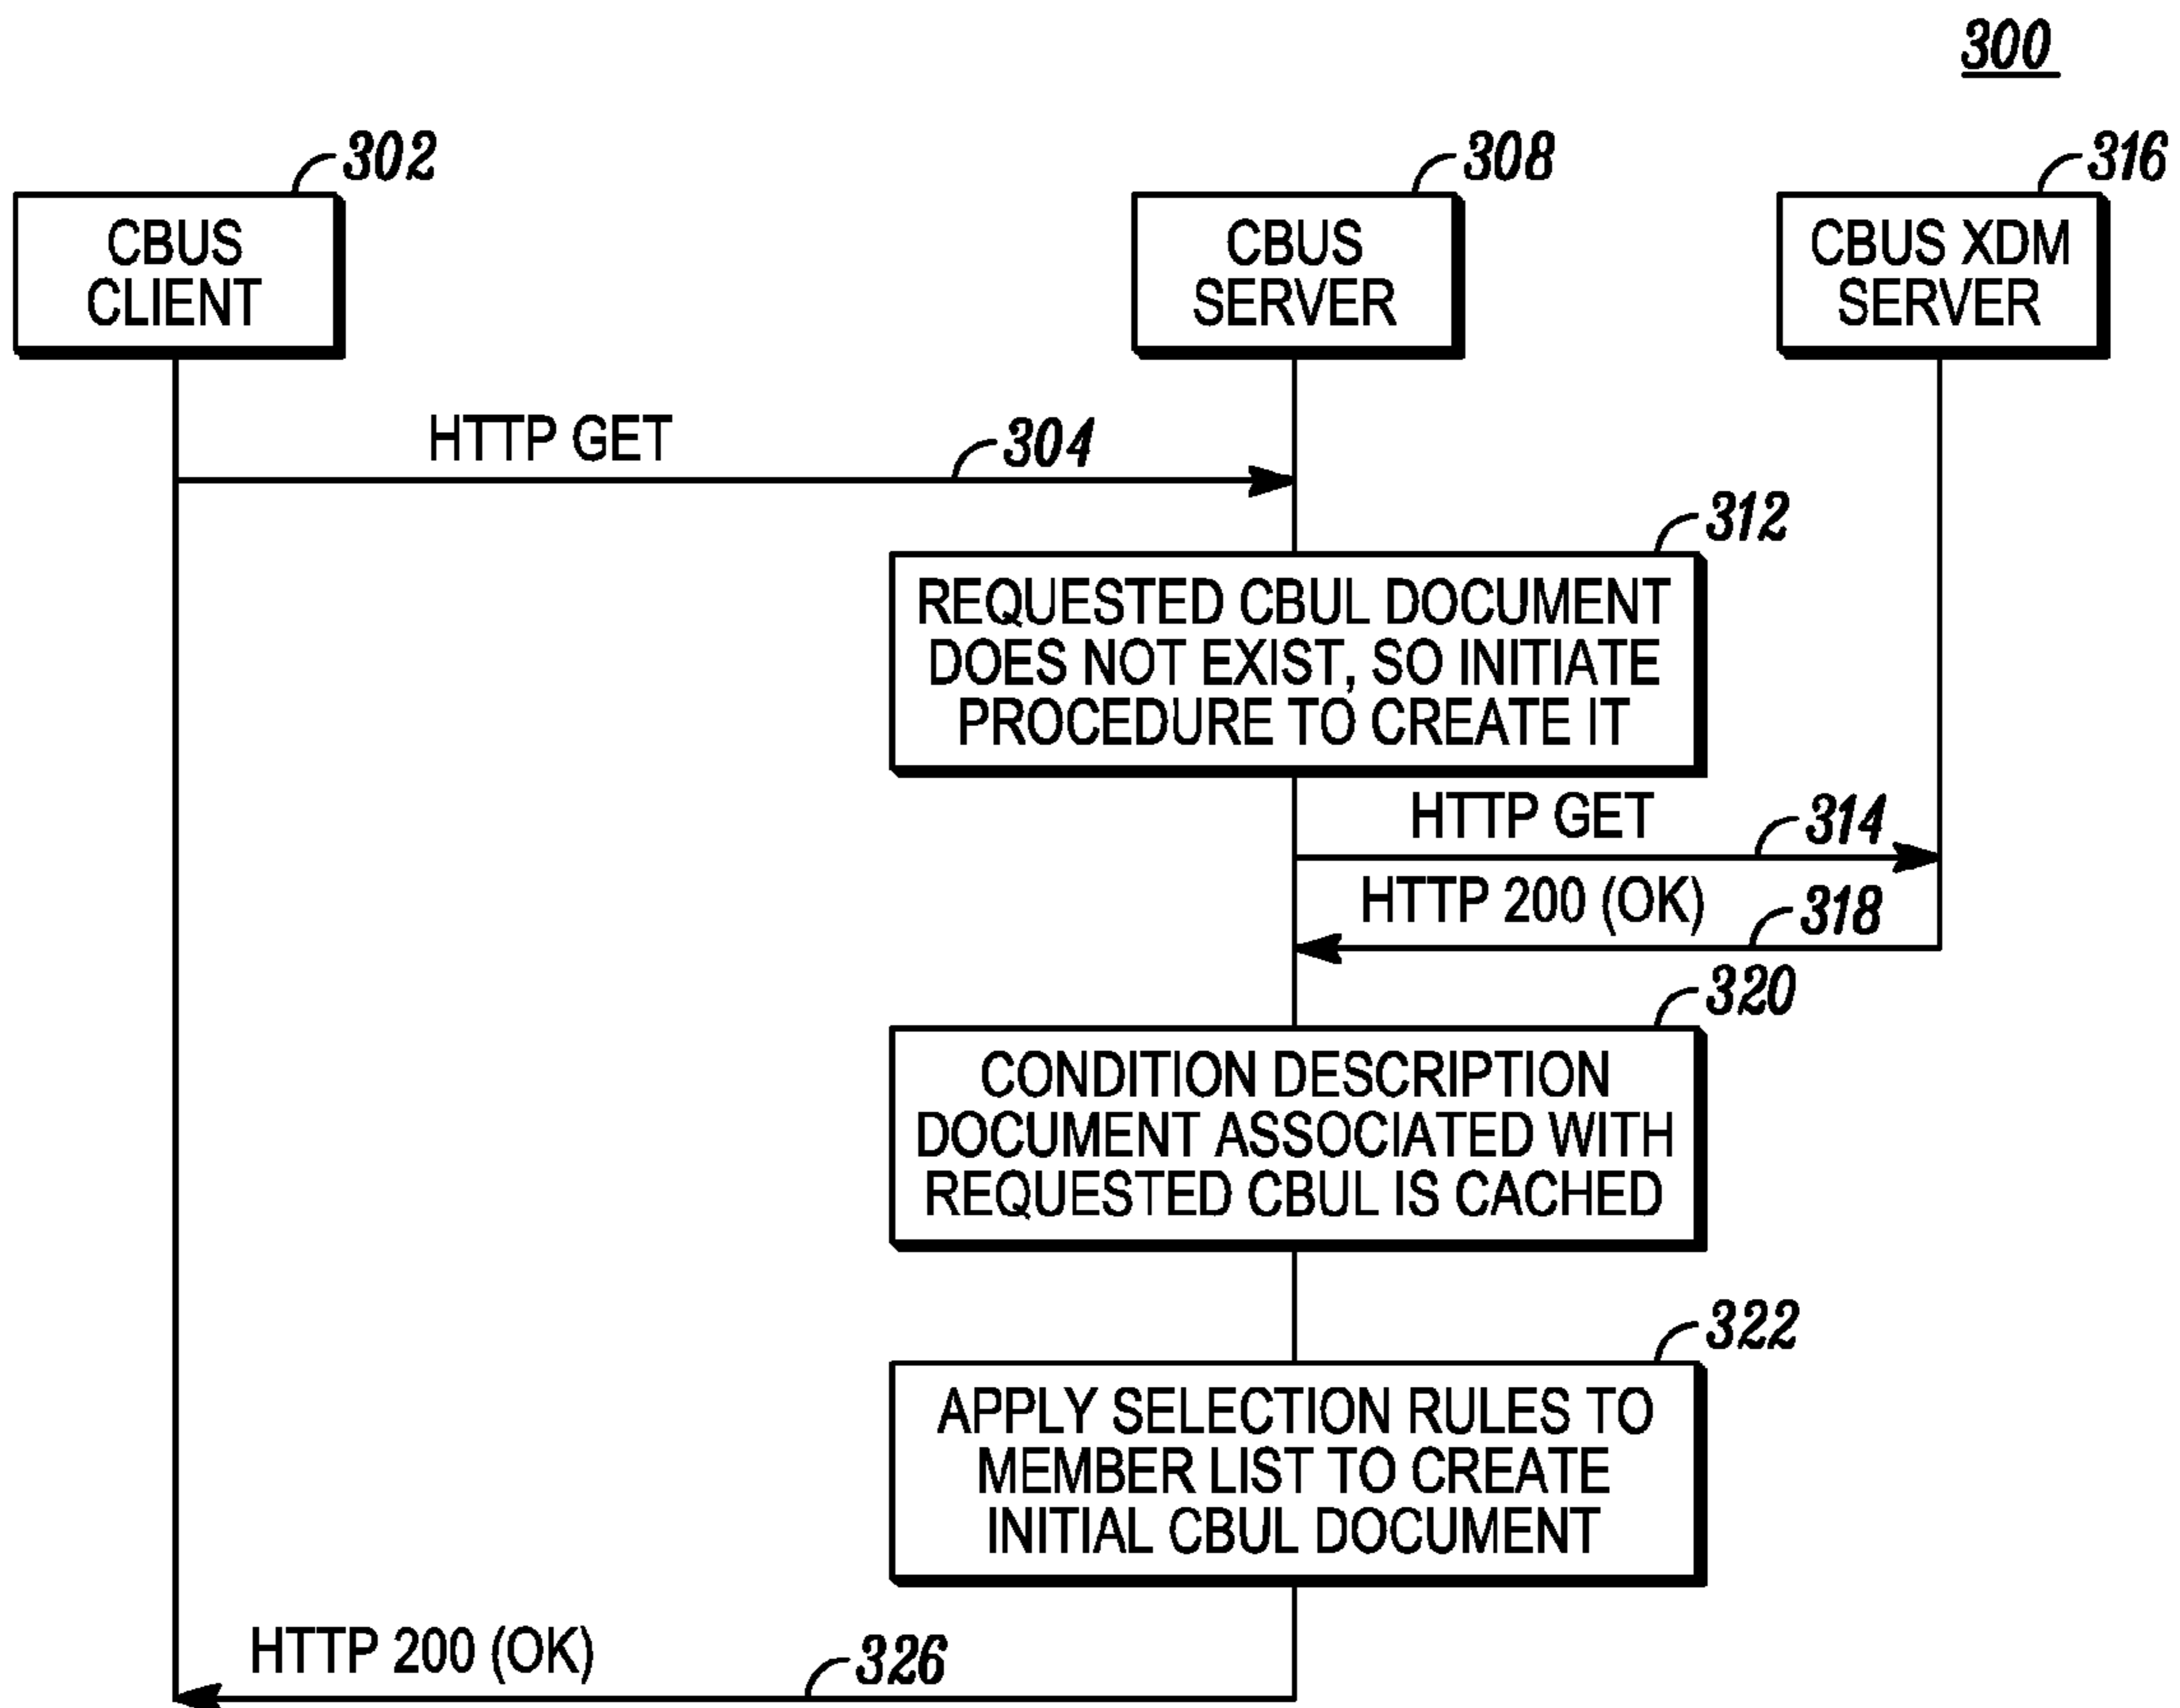 300
302
308
316
CBUS
CLIENT
CBUS
SERVER
CBUS XDM
SERVER
HTTP GET
304
312
REQUESTED CBUL DOCUMENT
DOES NOT EXIST, SO INITIATE
PROCEDURE TO CREATE IT
HTTP GET
314
HTTP 200 (OK)
318
320
CONDITION DESCRIPTION
DOCUMENT ASSOCIATED WITH
REQUESTED CBUL IS CACHED
322
APPLY SELECTION RULES TO
MEMBER LIST TO CREATE
INITIAL CBUL DOCUMENT
HTTP 200 (OK)
326